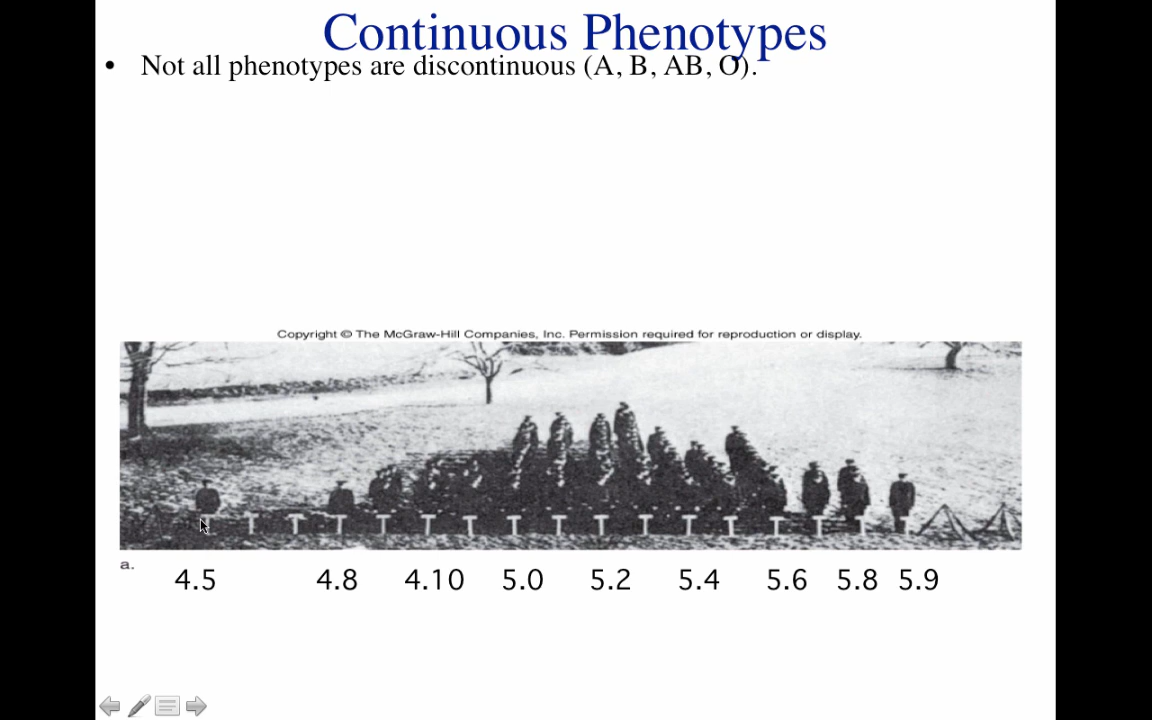 Continuous Phenotypes
• Not all phenotypes are discontinuous (A, B, AB, O).
Copyright © The McGraw-Hill Companies, Inc. Permission required for reproduction or display.
a.
4.5 4.8 4.10 5.0 5.2 5.4 5.6 5.8 5.9